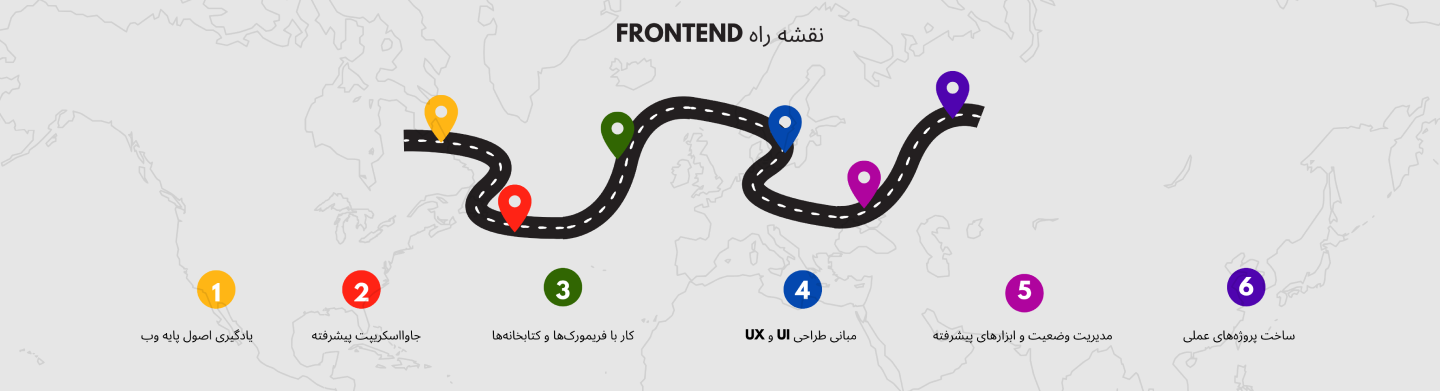 نقشه راه FRONTEND
1
2
3
4
5
6
یادگیری اصول پایه وب
جاوااسکریپت پیشرفته
کار با فریمورک‌ها و کتابخانه‌ها
مبانی طراحی UI و UX
مدیریت وضعیت و ابزارهای پیشرفته
ساخت پروژه‌های عملی